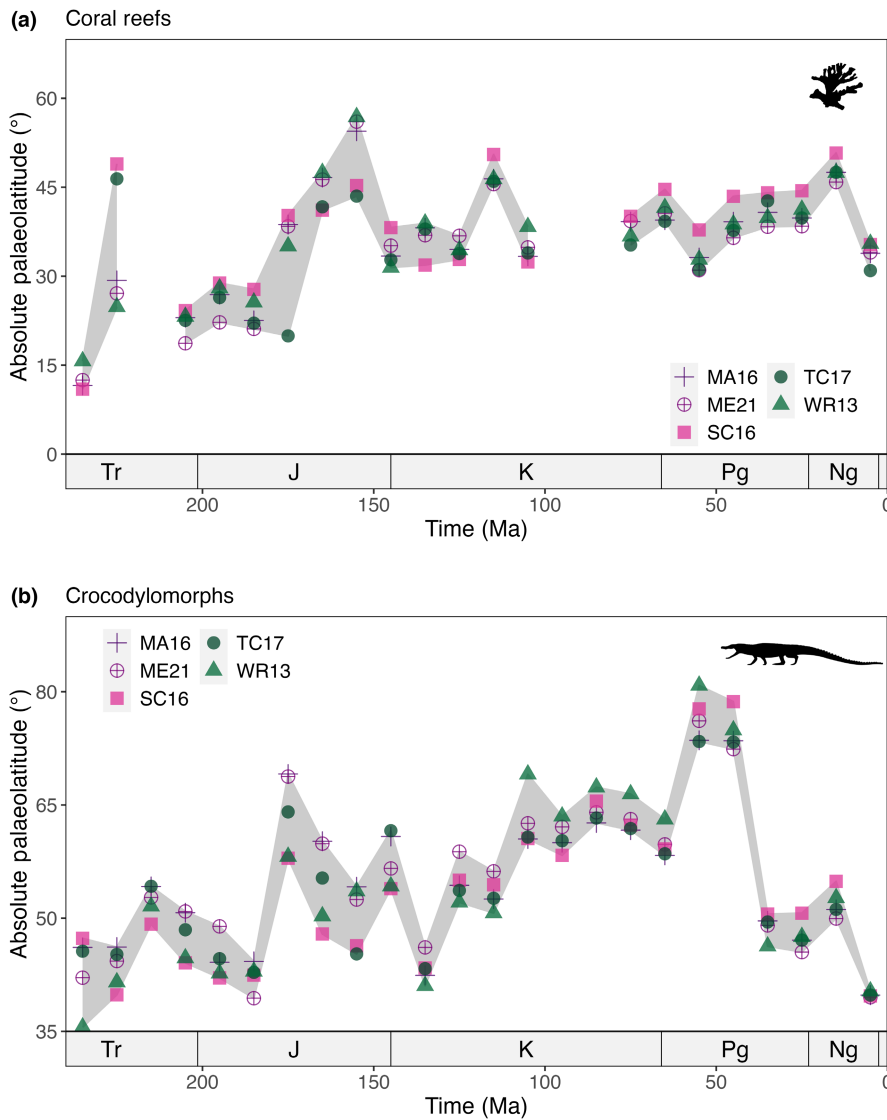 (a) Coral reefs
Absolute palaeolatitude (°)
60
45
30
15
0
MA16 TC17
ME21 WR13
SC16
Tr J K Pg Ng
200 150 100 50 0
Time (Ma)
(b) Crocodylomorphs
Absolute palaeolatitude (°)
MA16 TC17
ME21 WR13
SC16
80
65
50
35
Tr J K Pg Ng
200 150 100 50 0
Time (Ma)